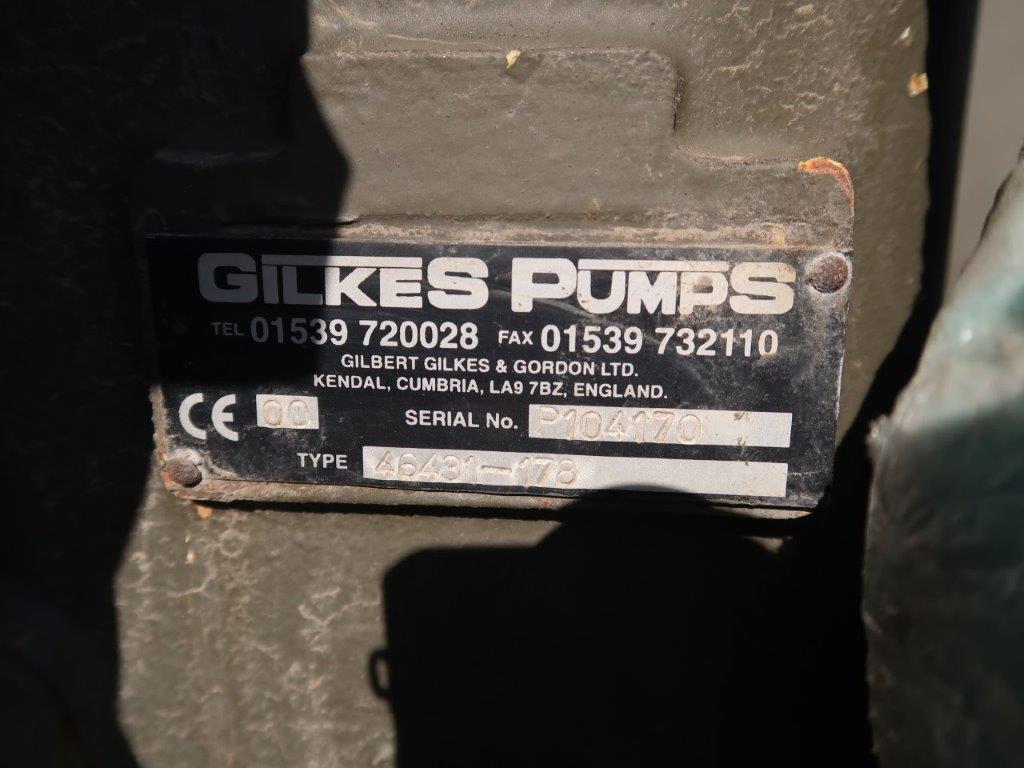 GILKES PUMPS
TEL 01539 720028 FAX 01539 732110
GILBERT GILKES & GORDON LTD.
KENDAL, CUMBRIA, LA9 7BZ, ENGLAND.
CE 00 SERIAL No. P104170
TYPE 46431-178